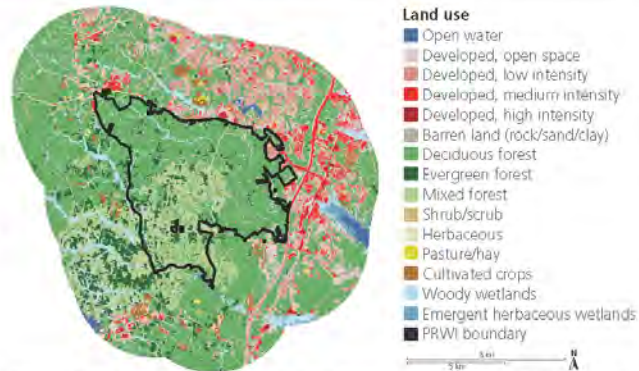 Land use
Open water
Developed, open space
Developed, low intensity
Developed, medium intensity
Developed, high intensity
Barren land (rock/sand/clay)
Deciduous forest
Evergreen forest
Mixed forest
Shrub/scrub
Herbaceous
Pasture/hay
Cultivated crops
Woody wetlands
Emergent herbaceous wetlands
PRWI boundary
5 km
N